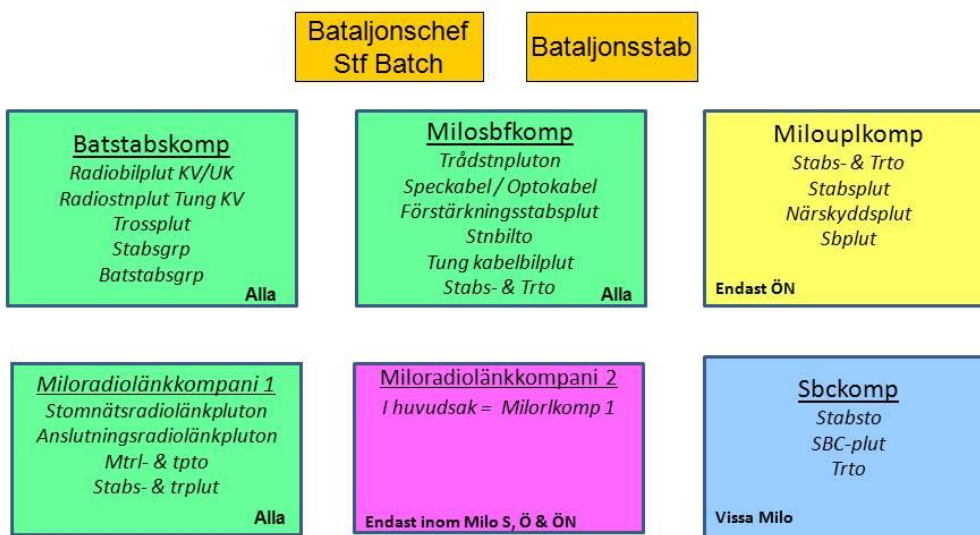 Bataljonschef
Stf Batch
Bataljonsstab
Batstabskomp
Radiobilplut KV/UK
Radiostnplut Tung KV
Trossplut
Stabsgrp
Batstabsgrp
Alla
Milosbfkomp
Trådstnpluton
Speckabel / Optokabel
Förstärkningsstabsplut
Stnbilto
Tung kabelbilplut
Stabs- & Trto
Alla
Milouplkomp
Stabs- & Trto
Stabsplut
Närskyddsplut
Sbplut
Endast ÖN
Miloradiolänkkompani 1
Stomnätsradiolänkpluton
Anslutningsradiolänkpluton
Mtrl- & tpto
Stabs- & trplut
Alla
Miloradiolänkkompani 2
I huvudsak = Milorlkomp 1
Endast inom Milo S, Ö & ÖN
Sbckomp
Stabsto
SBC-plut
Trto
Vissa Milo